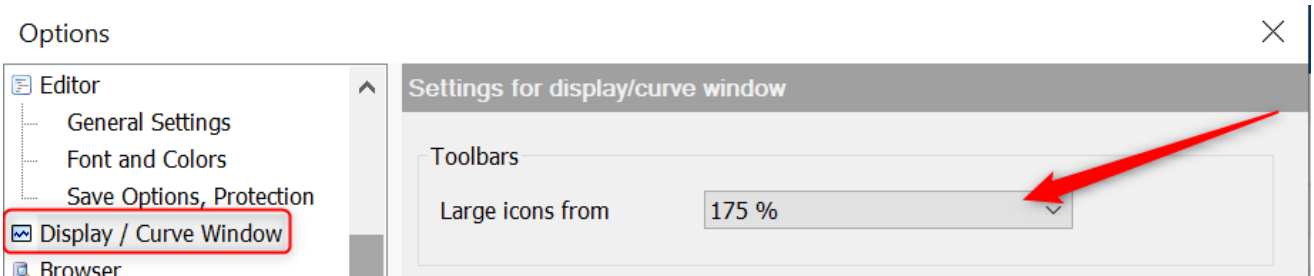 Options
Editor
General Settings
Font and Colors
Save Options, Protection
Display / Curve Window
Browser
Settings for display/curve window
Toolbars
Large icons from
175 %